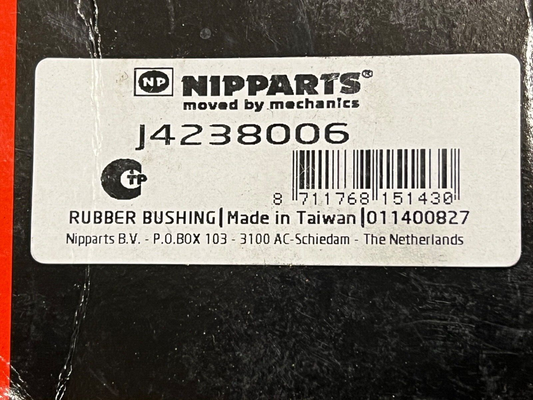 NP NIPPARTS®
moved by mechanics
J4238006
TP
8 711768 151430
RUBBER BUSHING|Made in Taiwan|011400827
Nipparts B.V. - P.O.BOX 103 - 3100 AC-Schiedam - The Netherlands